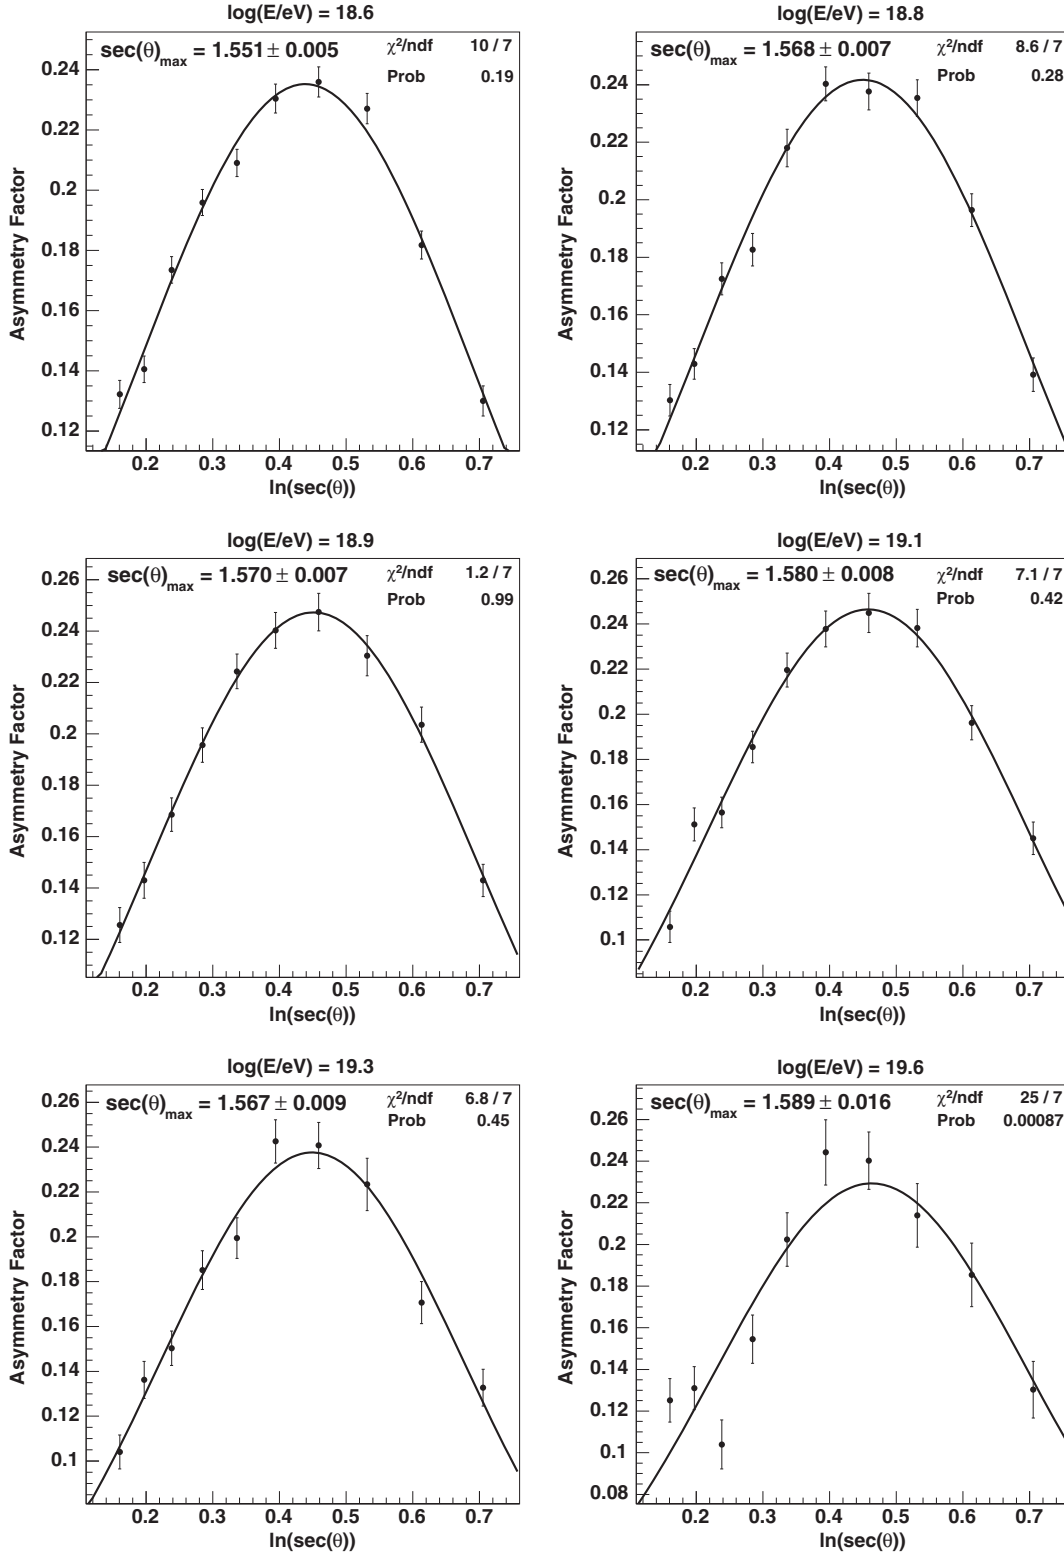 log(E/eV) = 18.6
sec(θ)max = 1.551 ± 0.005
χ²/ndf 10 / 7
Prob 0.19
0.24
0.22
0.2
0.18
0.16
0.14
0.12
Asymmetry Factor
0.2 0.3 0.4 0.5 0.6 0.7
ln(sec(θ))
log(E/eV) = 18.8
sec(θ)max = 1.568 ± 0.007
χ²/ndf 8.6 / 7
Prob 0.28
0.24
0.22
0.2
0.18
0.16
0.14
0.12
Asymmetry Factor
0.2 0.3 0.4 0.5 0.6 0.7
ln(sec(θ))
log(E/eV) = 18.9
sec(θ)max = 1.570 ± 0.007
χ²/ndf 1.2 / 7
Prob 0.99
0.26
0.24
0.22
0.2
0.18
0.16
0.14
0.12
Asymmetry Factor
0.2 0.3 0.4 0.5 0.6 0.7
ln(sec(θ))
log(E/eV) = 19.1
sec(θ)max = 1.580 ± 0.008
χ²/ndf 7.1 / 7
Prob 0.42
0.26
0.24
0.22
0.2
0.18
0.16
0.14
0.12
0.1
Asymmetry Factor
0.2 0.3 0.4 0.5 0.6 0.7
ln(sec(θ))
log(E/eV) = 19.3
sec(θ)max = 1.567 ± 0.009
χ²/ndf 6.8 / 7
Prob 0.45
0.26
0.24
0.22
0.2
0.18
0.16
0.14
0.12
0.1
Asymmetry Factor
0.2 0.3 0.4 0.5 0.6 0.7
ln(sec(θ))
log(E/eV) = 19.6
sec(θ)max = 1.589 ± 0.016
χ²/ndf 25 / 7
Prob 0.00087
0.26
0.24
0.22
0.2
0.18
0.16
0.14
0.12
0.1
0.08
Asymmetry Factor
0.2 0.3 0.4 0.5 0.6 0.7
ln(sec(θ))